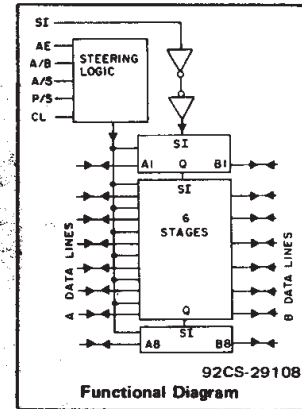 SI
AE
A/B
A/S
P/S
CL
STEERING
LOGIC
SI
A1 Q B1
SI
6
STAGES
Q
A DATA LINES
B DATA LINES
SI
A8 B8
92CS-29108
Functional Diagram